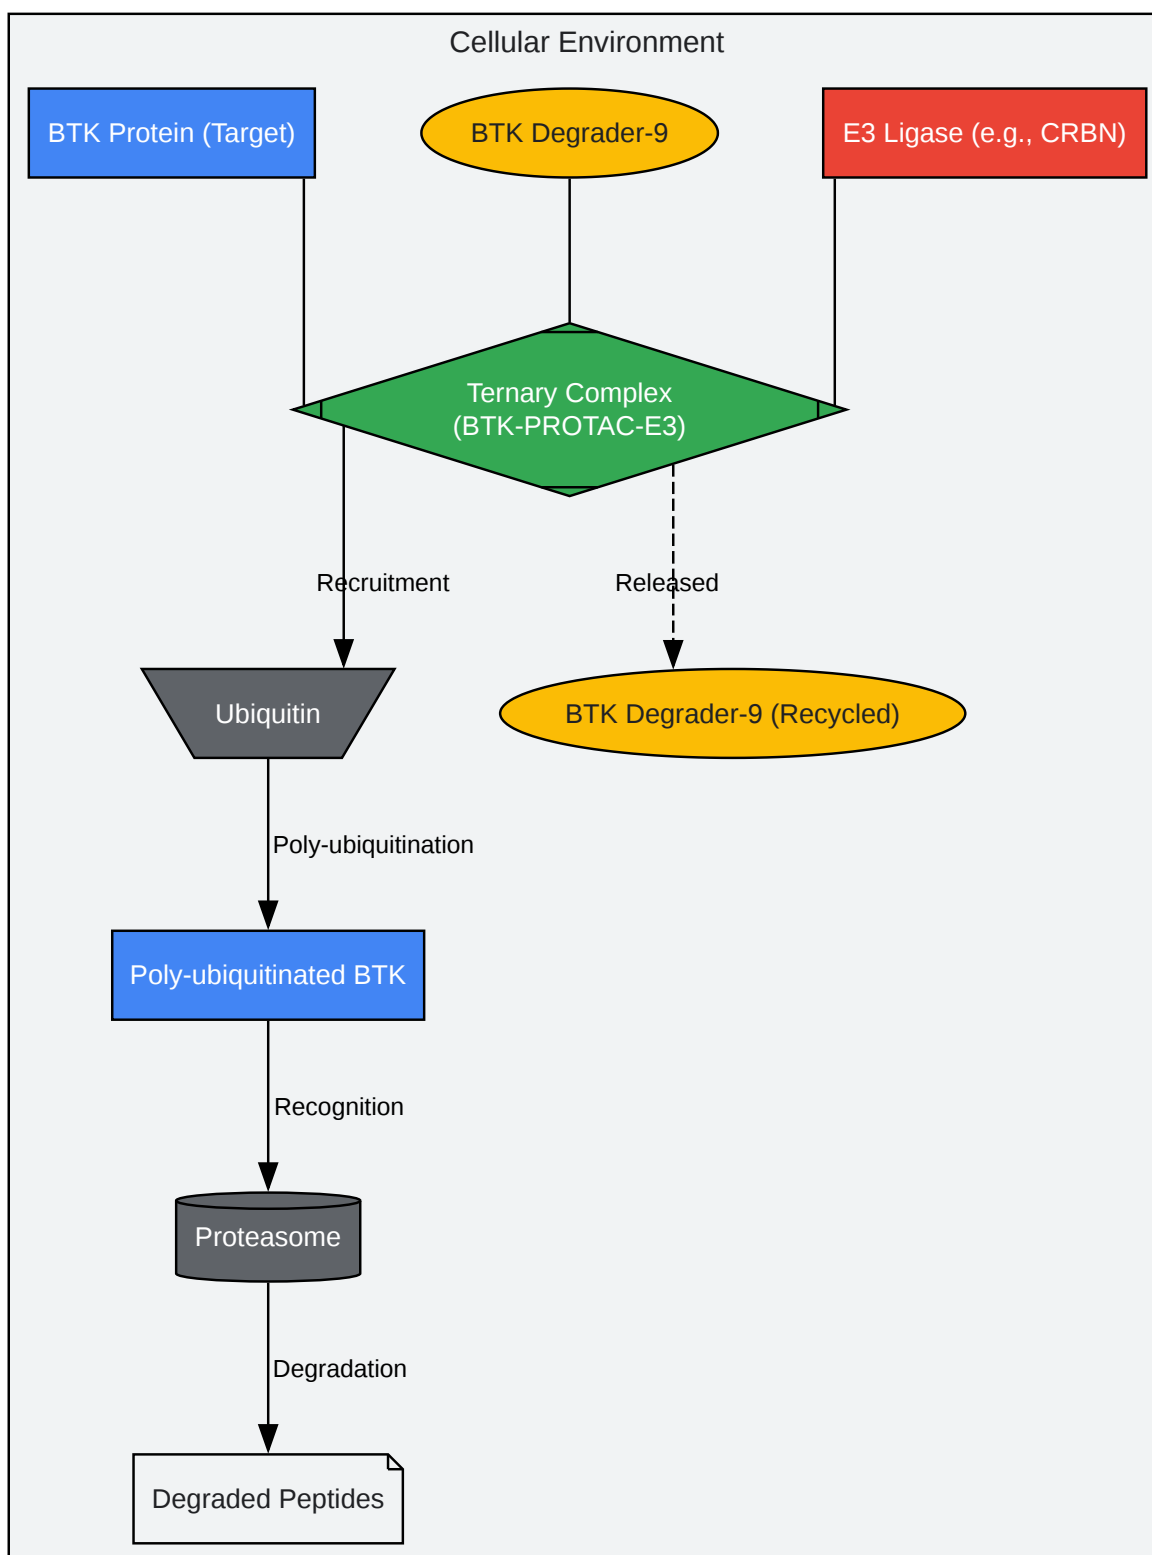 Cellular Environment
BTK Protein (Target)
BTK Degrader-9
E3 Ligase (e.g., CRBN)
Ternary Complex
(BTK-PROTAC-E3)
Recruitment
Released
Ubiquitin
BTK Degrader-9 (Recycled)
Poly-ubiquitination
Poly-ubiquitinated BTK
Recognition
Proteasome
Degradation
Degraded Peptides